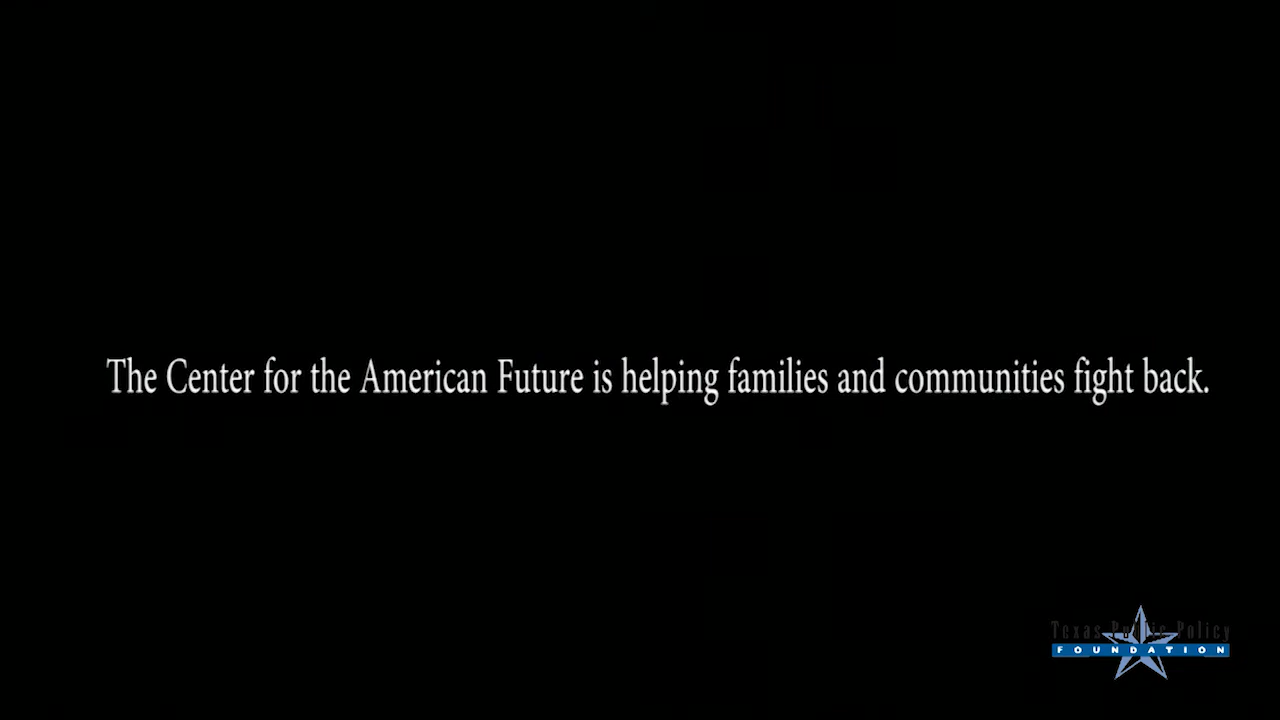 The Center for the American Future is helping families and communities fight back.
Texas Public Policy
FOUNDATION